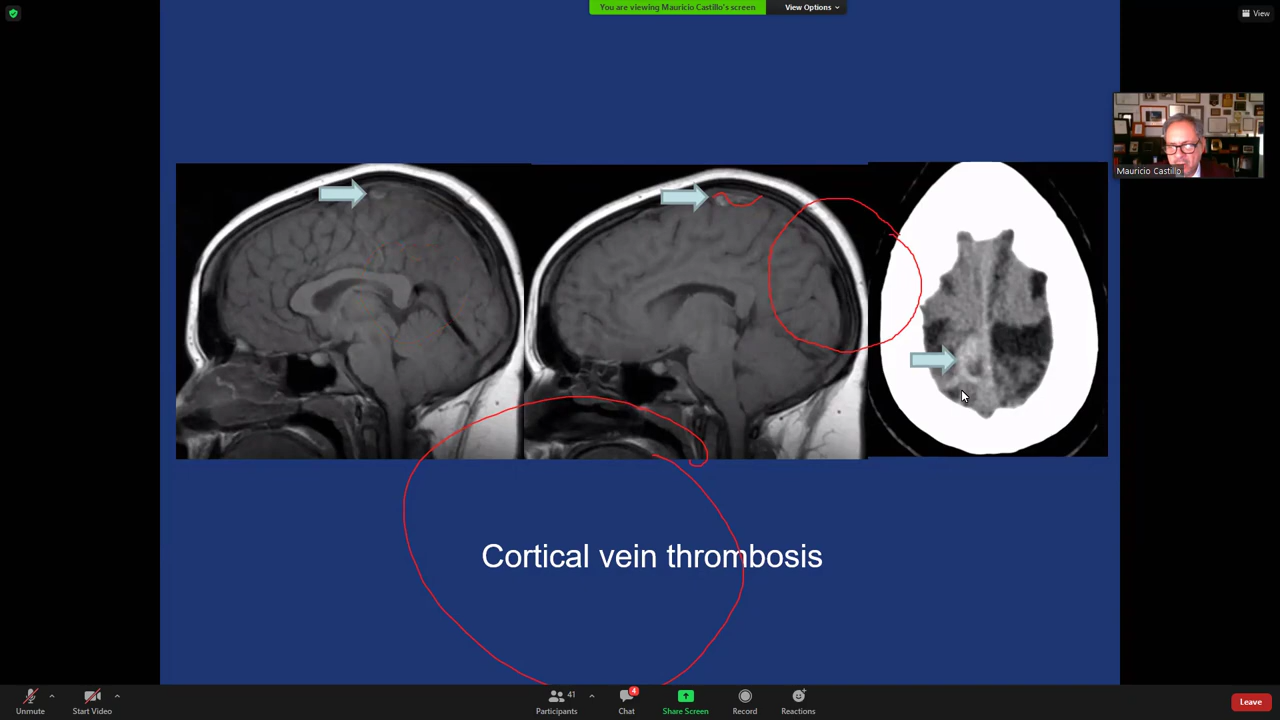 You are viewing Mauricio Castillo's screen
View Options
View
Mauricio Castillo
Cortical vein thrombosis
Unmute
Start Video
41
Participants
4
Chat
Share Screen
Record
Reactions
Leave